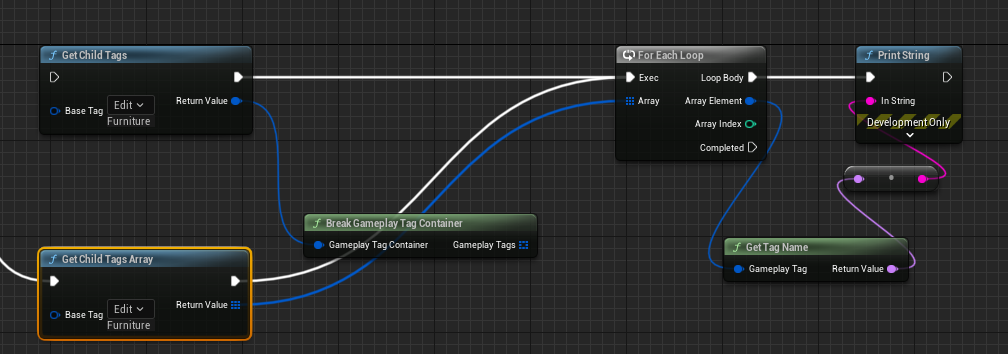 Get Child Tags
Base Tag
Edit
Furniture
Return Value
For Each Loop
Exec
Loop Body
Array
Array Element
Array Index
Completed
Print String
In String
Development Only
Break Gameplay Tag Container
Gameplay Tag Container
Gameplay Tags
Get Child Tags Array
Base Tag
Edit
Furniture
Return Value
Get Tag Name
Gameplay Tag
Return Value